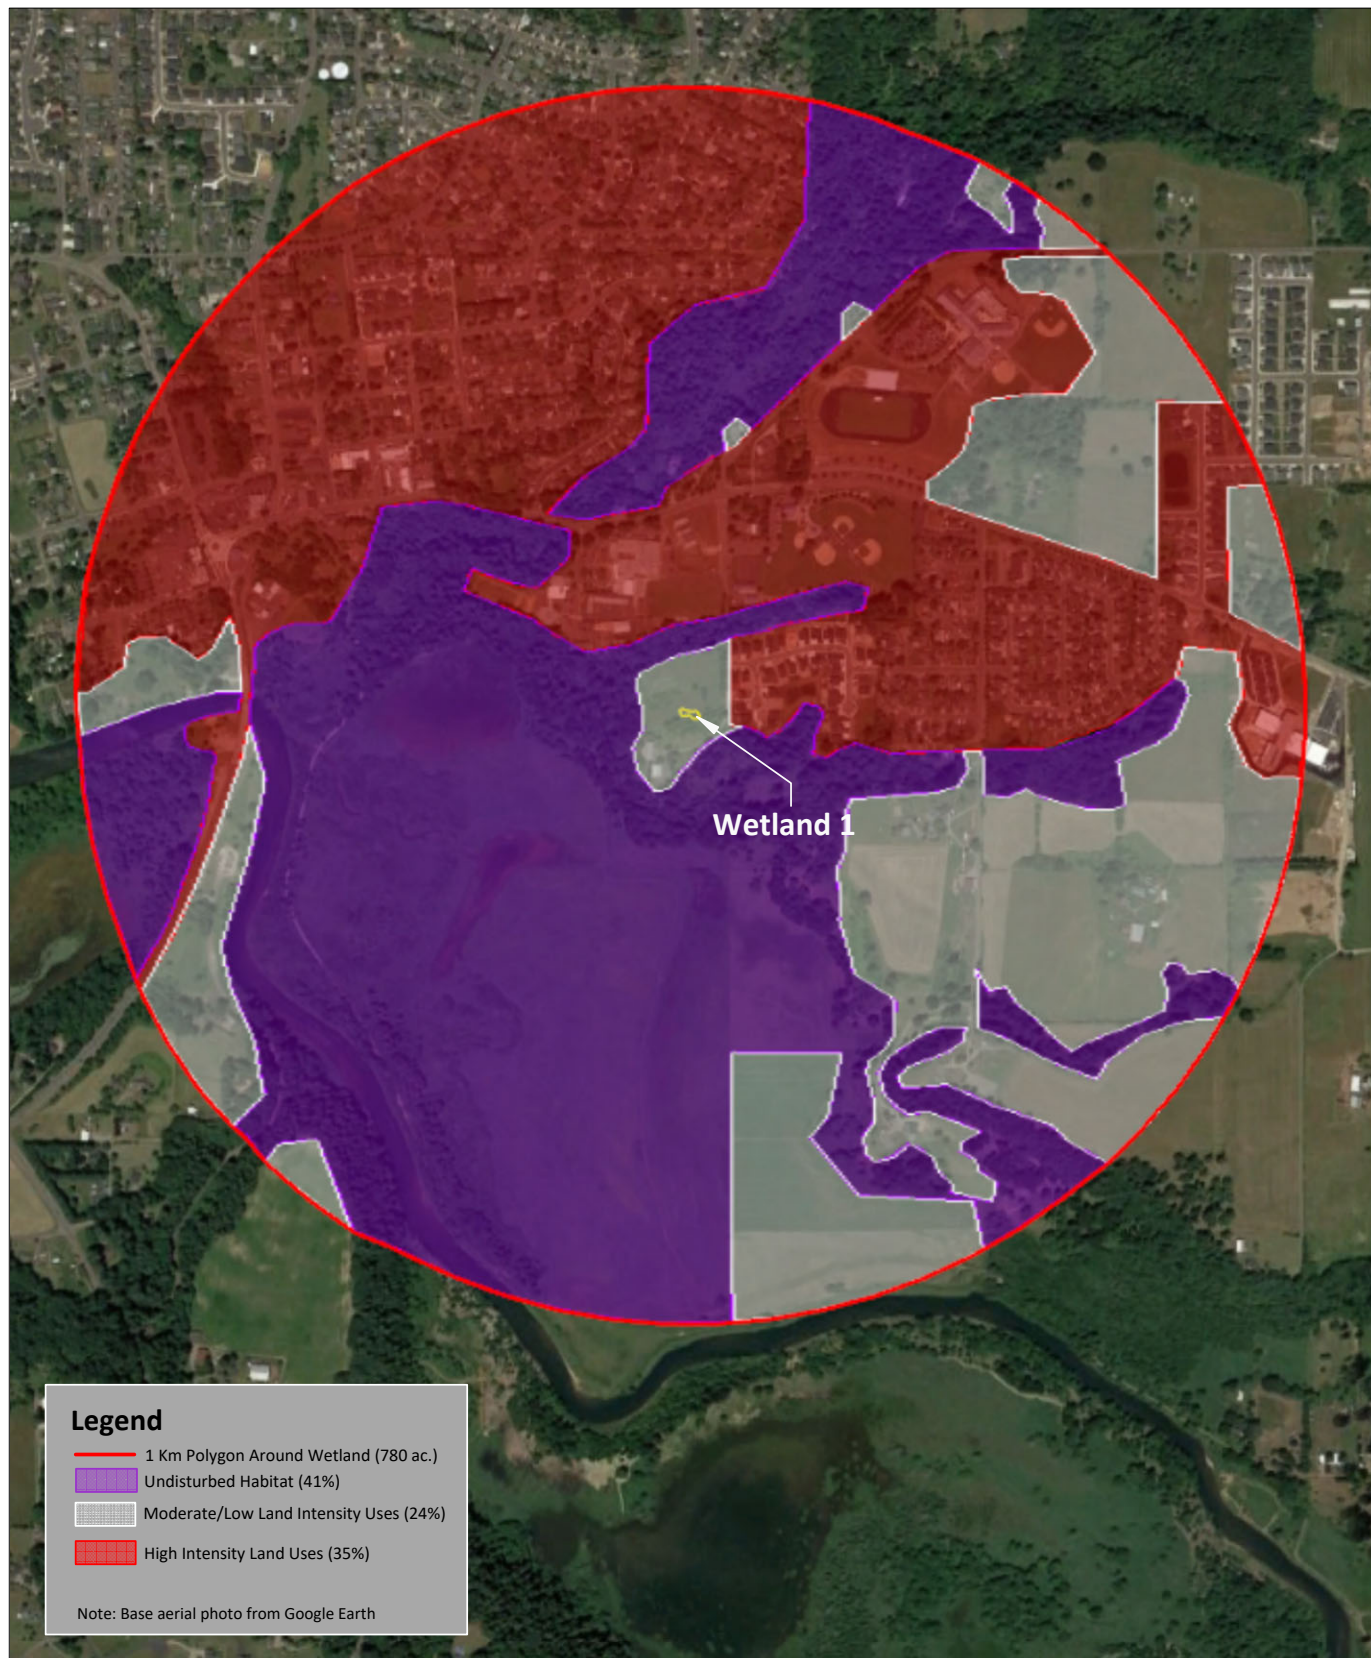 Wetland 1
Legend
1 Km Polygon Around Wetland (780 ac.)
Undisturbed Habitat (41%)
Moderate/Low Land Intensity Uses (24%)
High Intensity Land Uses (35%)
Note: Base aerial photo from Google Earth